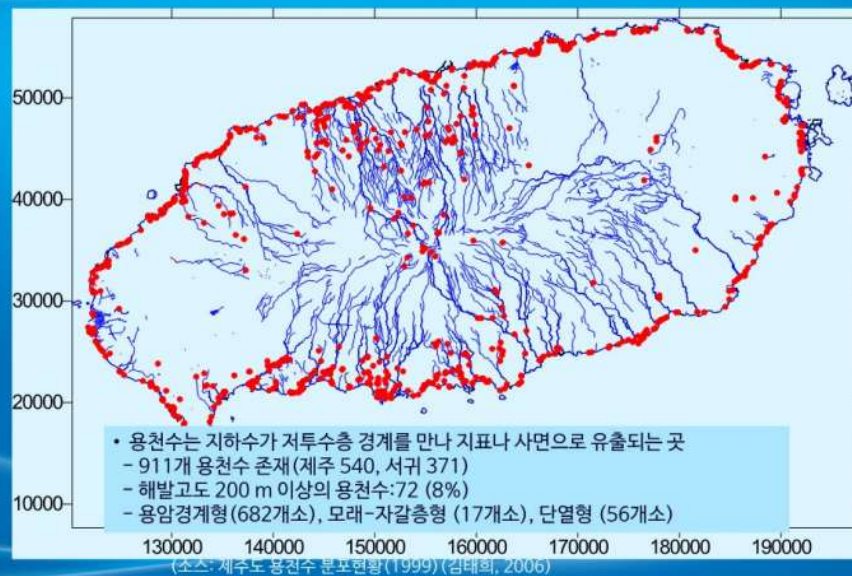 50000
40000
30000
20000
10000
• 용천수는 지하수가 저투수층 경계를 만나 지표나 사면으로 유출되는 곳
- 911개 용천수 존재(제주 540, 서귀 371)
- 해발고도 200 m 이상의 용천수:72 (8%)
- 용암경계형(682개소), 모래-자갈층형 (17개소), 단열형 (56개소)
130000 140000 150000 160000 170000 180000 190000
(소스: 제주도 용천수 분포현황(1999) (김태희, 2006)